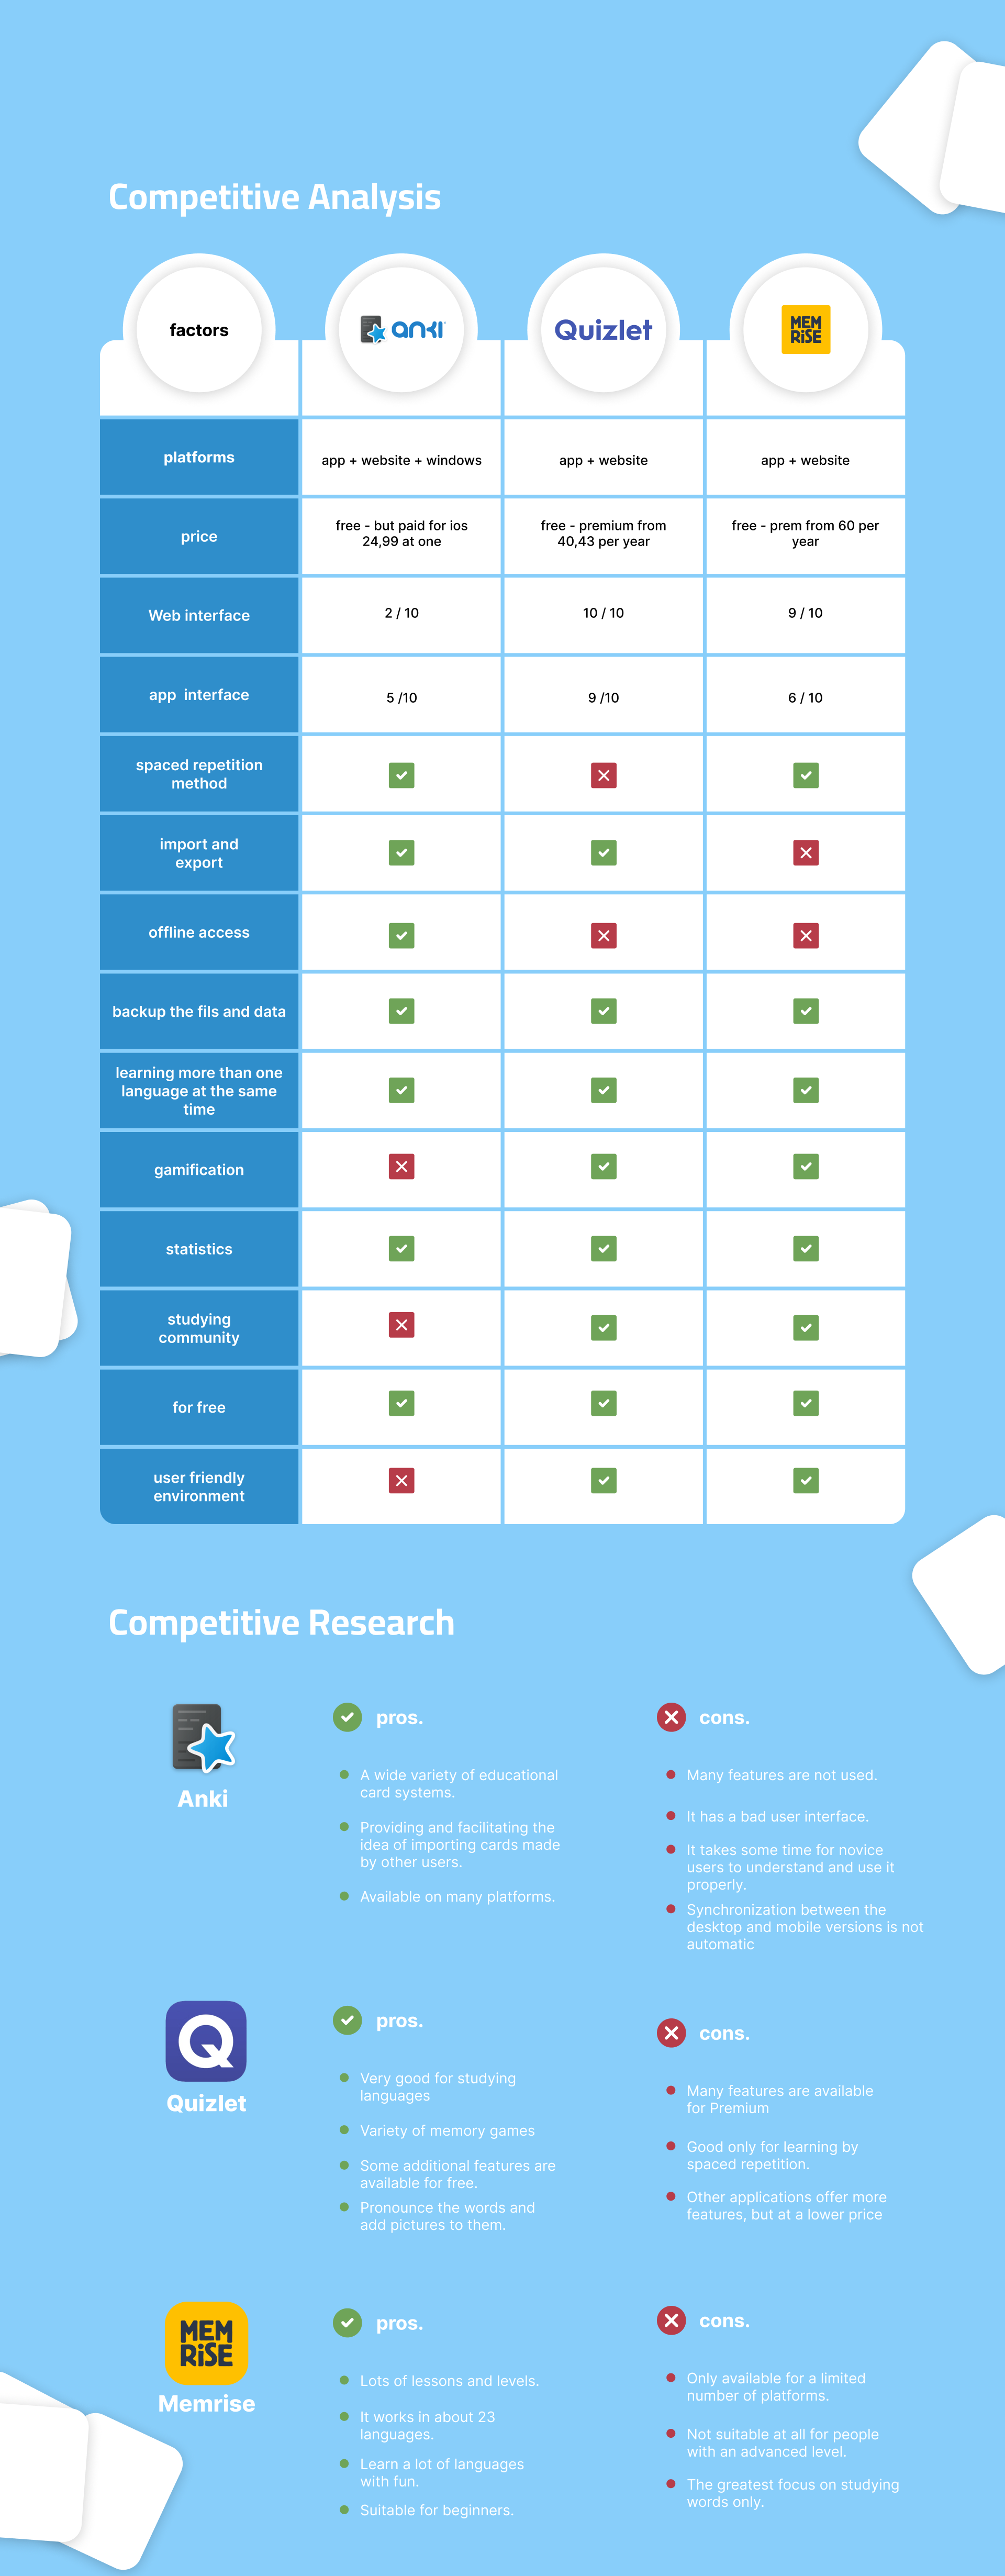 Competitive Analysis
factors
anki
Quizlet
MEM
RiSE
platforms
app + website + windows
app + website
app + website
price
free - but paid for ios
24,99 at one
free - premium from
40,43 per year
free - prem from 60 per
year
Web interface
2 / 10
10 / 10
9 / 10
app  interface
5 /10
9 /10
6 / 10
spaced repetition
method
import and
export
offline access
backup the fils and data
learning more than one
language at the same
time
gamification
statistics
studying
community
for free
user friendly
environment
Competitive Research
Anki
pros.
A wide variety of educational
card systems.
Providing and facilitating the
idea of importing cards made
by other users.
Available on many platforms.
cons.
Many features are not used.
It has a bad user interface.
It takes some time for novice
users to understand and use it
properly.
Synchronization between the
desktop and mobile versions is not
automatic
Q
Quizlet
pros.
Very good for studying
languages
Variety of memory games
Some additional features are
available for free.
Pronounce the words and
add pictures to them.
cons.
Many features are available
for Premium
Good only for learning by
spaced repetition.
Other applications offer more
features, but at a lower price
MEM
RiSE
Memrise
pros.
Lots of lessons and levels.
It works in about 23
languages.
Learn a lot of languages
with fun.
Suitable for beginners.
cons.
Only available for a limited
number of platforms.
Not suitable at all for people
with an advanced level.
The greatest focus on studying
words only.